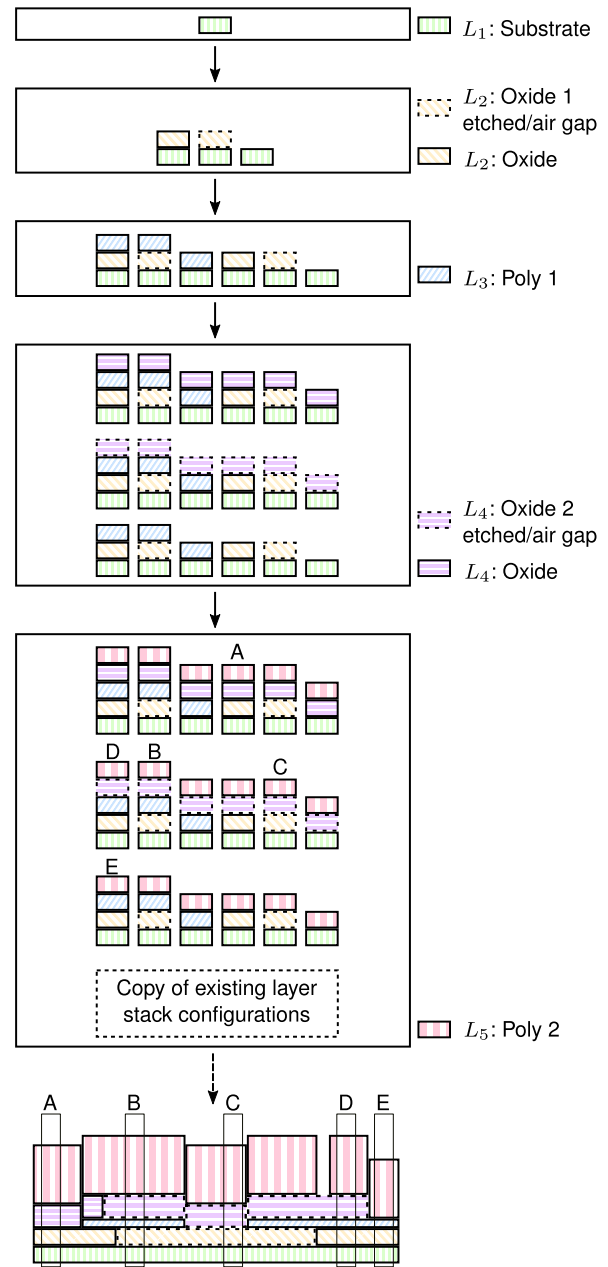 L₁: Substrate
L₂: Oxide 1
etched/air gap
L₂: Oxide
L₃: Poly 1
L₄: Oxide 2
etched/air gap
L₄: Oxide
A
D B
C
E
Copy of existing layer
stack configurations
L₅: Poly 2
A B C D E